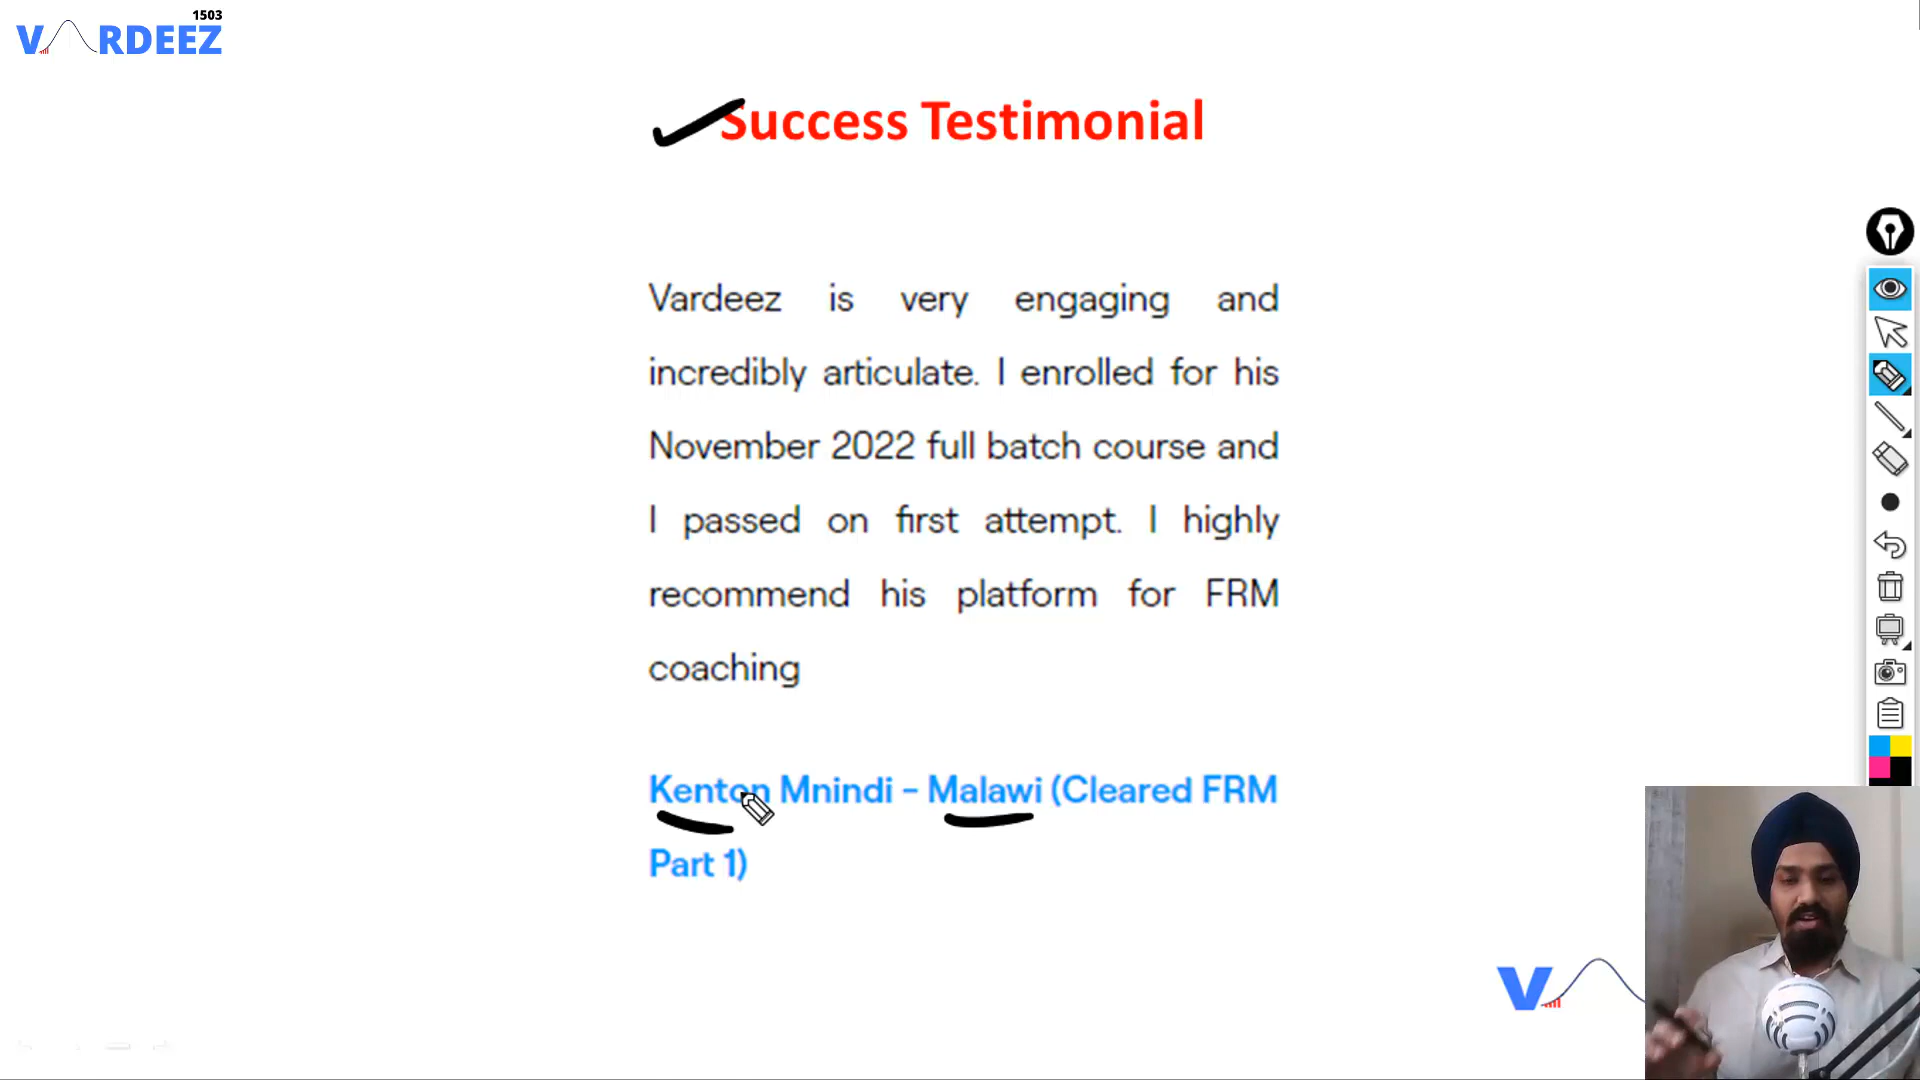 1503
VARDEEZ
Success Testimonial
Vardeez is very engaging and
incredibly articulate. I enrolled for his
November 2022 full batch course and
I passed on first attempt. I highly
recommend his platform for FRM
coaching
Kenton Mnindi - Malawi (Cleared FRM
Part 1)
V